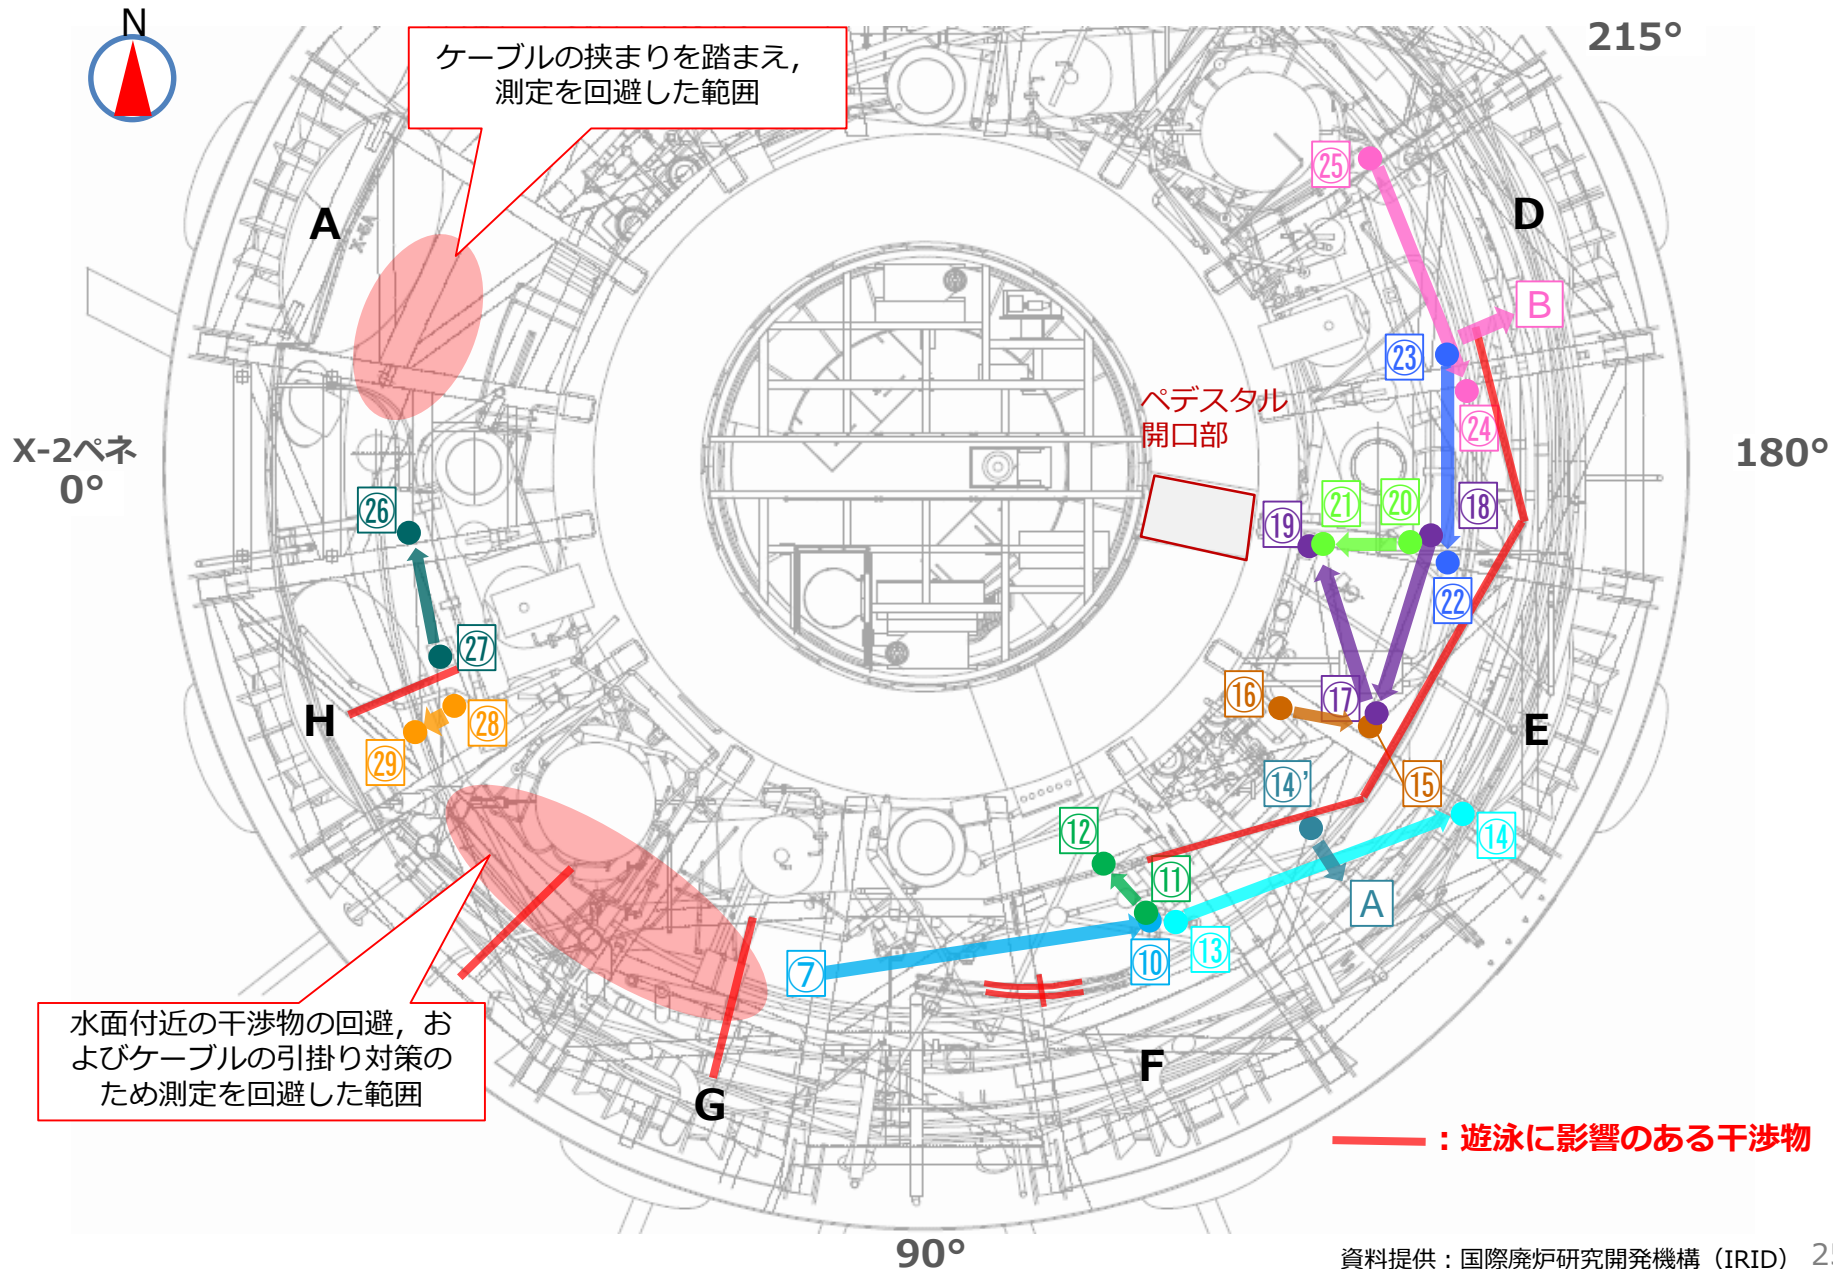 N
215°
ケーブルの挟まりを踏まえ,
測定を回避した範囲
㉕
A
X-5A
D
B
㉓
ペデスタル
開口部
㉔
X-2ペネ
0°
180°
㉖
⑲
㉑
⑳
⑱
㉒
㉗
⑯
⑰
H
㉘
E
㉙
⑭'
⑮
⑫
⑭
⑪
A
⑦
⑩
⑬
水面付近の干渉物の回避, お
よびケーブルの引掛り対策の
ため測定を回避した範囲
F
G
:遊泳に影響のある干渉物
90°
資料提供:国際廃炉研究開発機構(IRID)